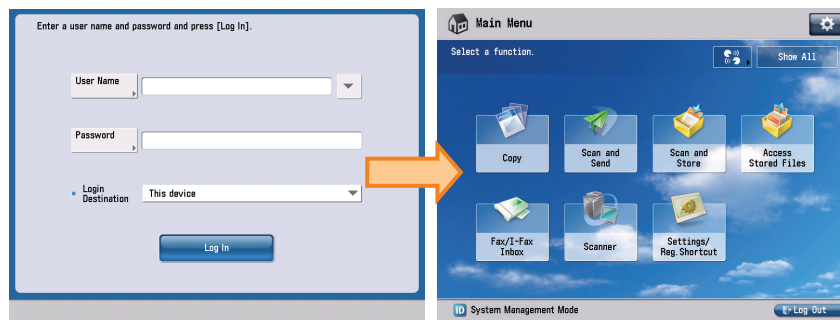 Enter a user name and password and press [Log In].
User Name
Password
Login
Destination
This device
Log In
Main Menu
Select a function.
Show All
Copy
Scan and
Send
Scan and
Store
Access
Stored Files
Fax/I-Fax
Inbox
Scanner
Settings/
Reg.Shortcut
ID System Management Mode
Log Out